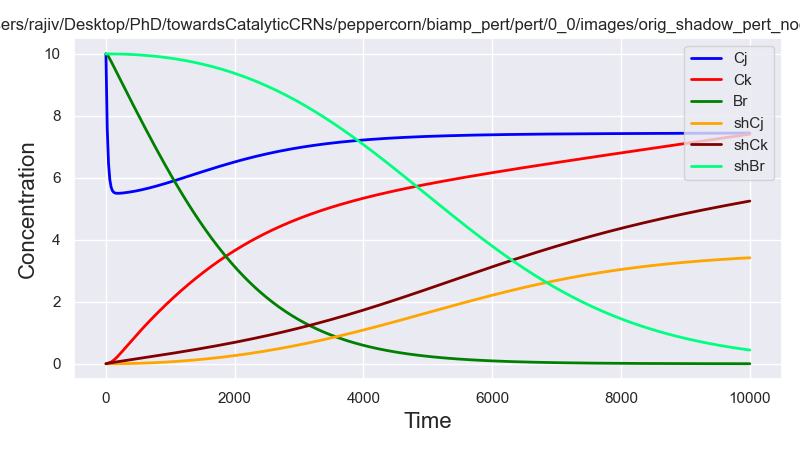 ers/rajiv/Desktop/PhD/towardsCatalyticCRNs/peppercorn/biamp_pert/pert/0_0/images/orig_shadow_pert_no
10
8
6
4
2
0
Concentration
0 2000 4000 6000 8000 10000
Time
Cj
Ck
Br
shCj
shCk
shBr